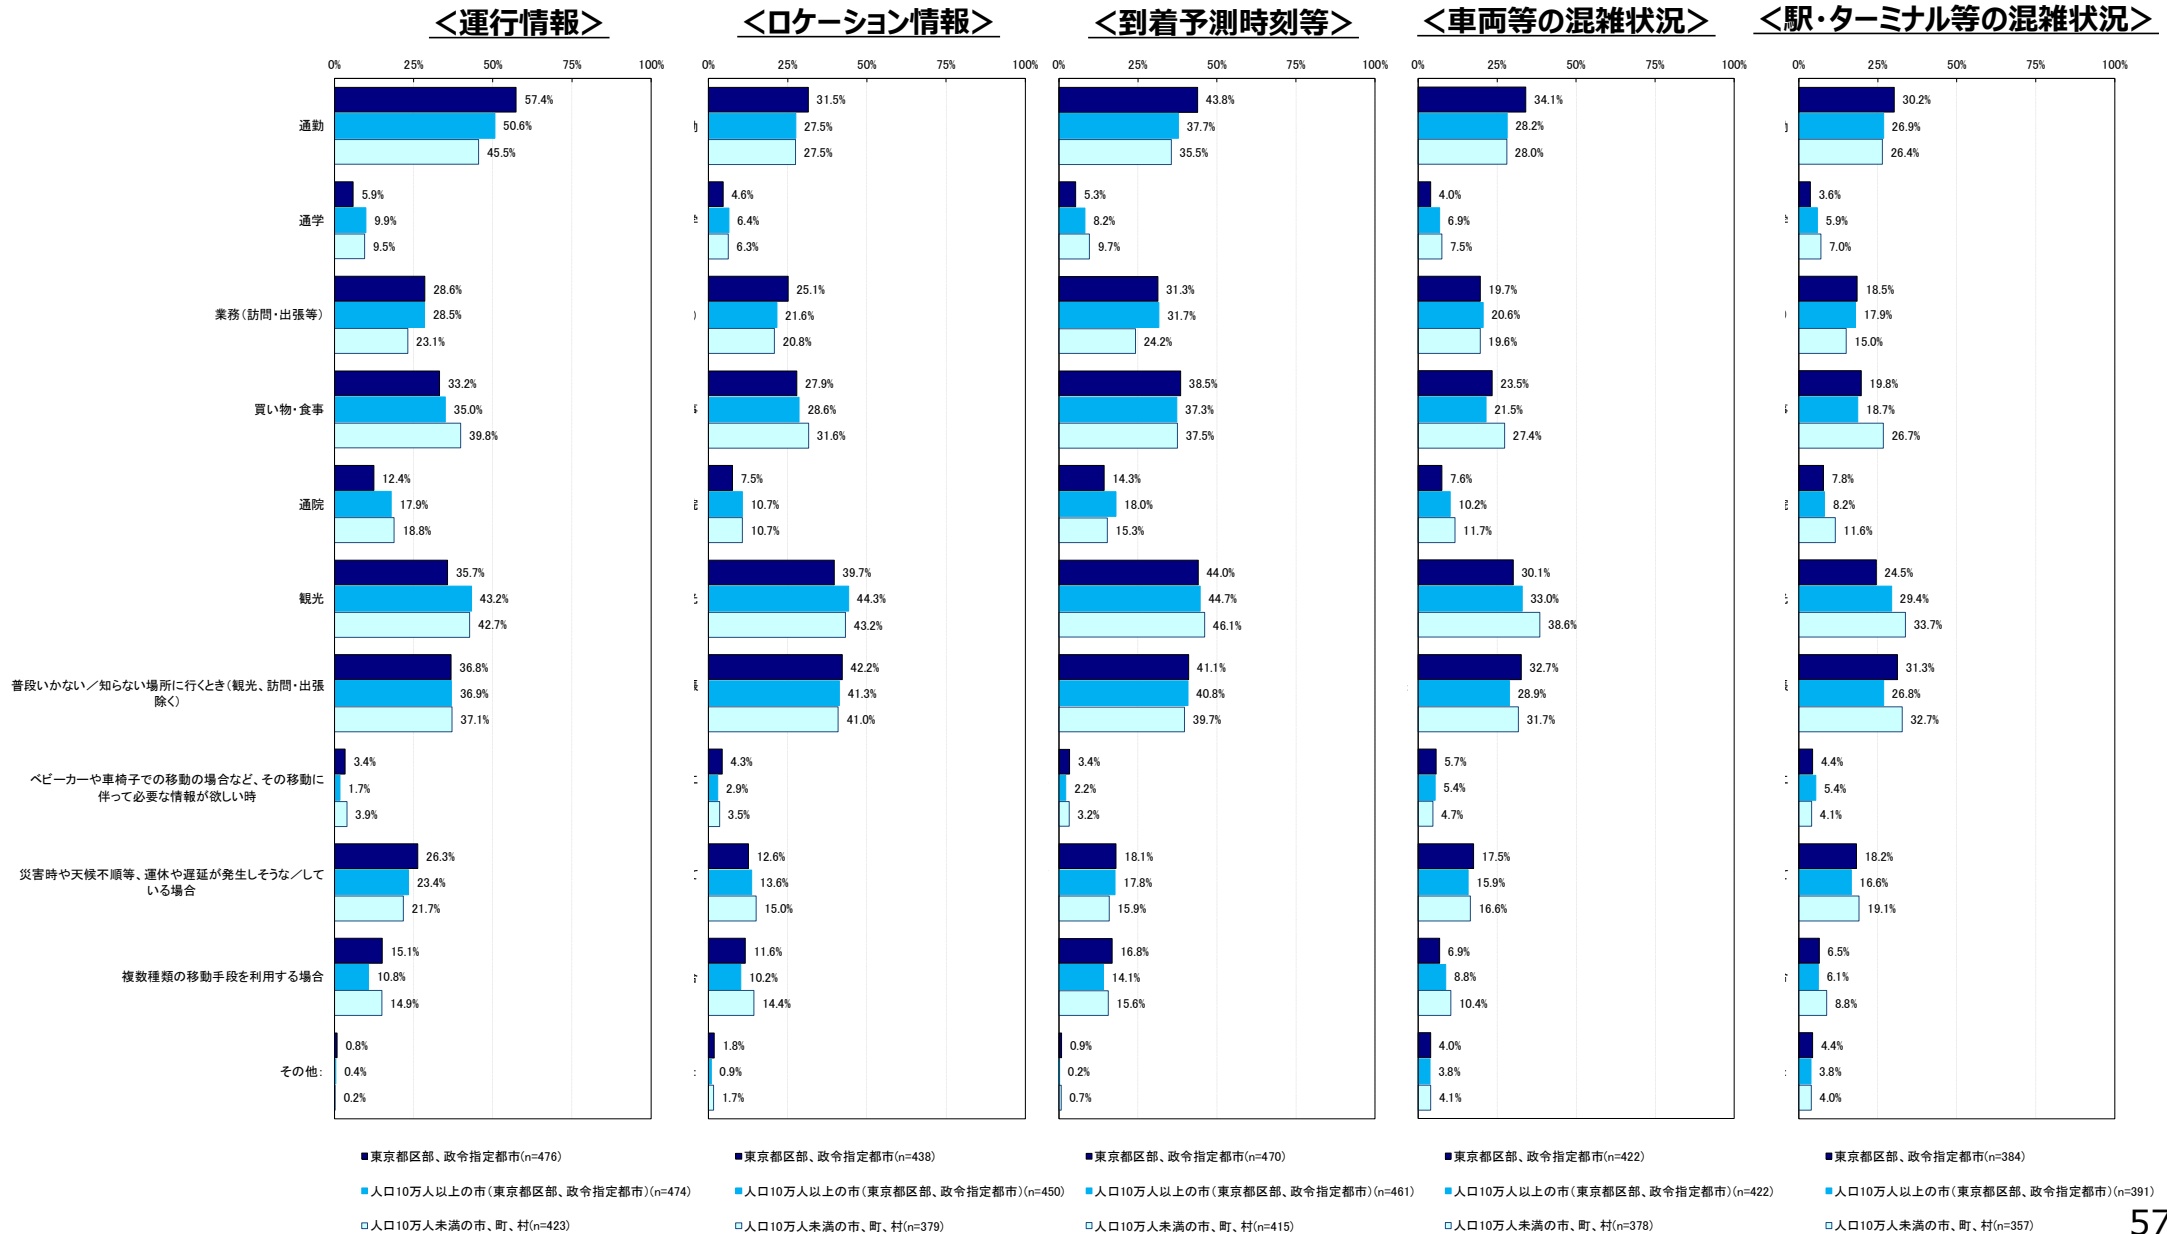 ＜運行情報＞
＜ロケーション情報＞
＜到着予測時刻等＞
＜車両等の混雑状況＞
＜駅・ターミナル等の混雑状況＞
0% 25% 50% 75% 100%
0% 25% 50% 75% 100%
0% 25% 50% 75% 100%
0% 25% 50% 75% 100%
0% 25% 50% 75% 100%
通勤
57.4% 31.5% 43.8% 34.1% 30.2%
50.6% 27.5% 37.7% 28.2% 26.9%
45.5% 27.5% 35.5% 28.0% 26.4%
通学
5.9% 4.6% 5.3% 4.0% 3.6%
9.9% 6.4% 8.2% 6.9% 5.9%
9.5% 6.3% 9.7% 7.5% 7.0%
業務（訪問・出張等）
28.6% 25.1% 31.3% 19.7% 18.5%
28.5% 21.6% 31.7% 20.6% 17.9%
23.1% 20.8% 24.2% 19.6% 15.0%
買い物・食事
33.2% 27.9% 38.5% 23.5% 19.8%
35.0% 28.6% 37.3% 21.5% 18.7%
39.8% 31.6% 37.5% 27.4% 26.7%
通院
12.4% 7.5% 14.3% 7.6% 7.8%
17.9% 10.7% 18.0% 10.2% 8.2%
18.8% 10.7% 15.3% 11.7% 11.6%
観光
35.7% 39.7% 44.0% 30.1% 24.5%
43.2% 44.3% 44.7% 33.0% 29.4%
42.7% 43.2% 46.1% 38.6% 33.7%
普段いかない／知らない場所に行くとき（観光、訪問・出張
除く）
36.8% 42.2% 41.1% 32.7% 31.3%
36.9% 41.3% 40.8% 28.9% 26.8%
37.1% 41.0% 39.7% 31.7% 32.7%
ベビーカーや車椅子での移動の場合など、その移動に
伴って必要な情報が欲しい時
3.4% 4.3% 3.4% 5.7% 4.4%
1.7% 2.9% 2.2% 5.4% 5.4%
3.9% 3.5% 3.2% 4.7% 4.1%
災害時や天候不順等、運休や遅延が発生しそうな／して
いる場合
26.3% 12.6% 18.1% 17.5% 18.2%
23.4% 13.6% 17.8% 15.9% 16.6%
21.7% 15.0% 15.9% 16.6% 19.1%
複数種類の移動手段を利用する場合
15.1% 11.6% 16.8% 6.9% 6.5%
10.8% 10.2% 14.1% 8.8% 6.1%
14.9% 14.4% 15.6% 10.4% 8.8%
その他:
0.8% 1.8% 0.9% 4.0% 4.4%
0.4% 0.9% 0.2% 3.8% 3.8%
0.2% 1.7% 0.7% 4.1% 4.0%
東京都区部、政令指定都市(n=476)
人口10万人以上の市（東京都区部、政令指定都市）(n=474)
人口10万人未満の市、町、村(n=423)
東京都区部、政令指定都市(n=438)
人口10万人以上の市（東京都区部、政令指定都市）(n=450)
人口10万人未満の市、町、村(n=379)
東京都区部、政令指定都市(n=470)
人口10万人以上の市（東京都区部、政令指定都市）(n=461)
人口10万人未満の市、町、村(n=415)
東京都区部、政令指定都市(n=422)
人口10万人以上の市（東京都区部、政令指定都市）(n=422)
人口10万人未満の市、町、村(n=378)
東京都区部、政令指定都市(n=384)
人口10万人以上の市（東京都区部、政令指定都市）(n=391)
人口10万人未満の市、町、村(n=357)
57